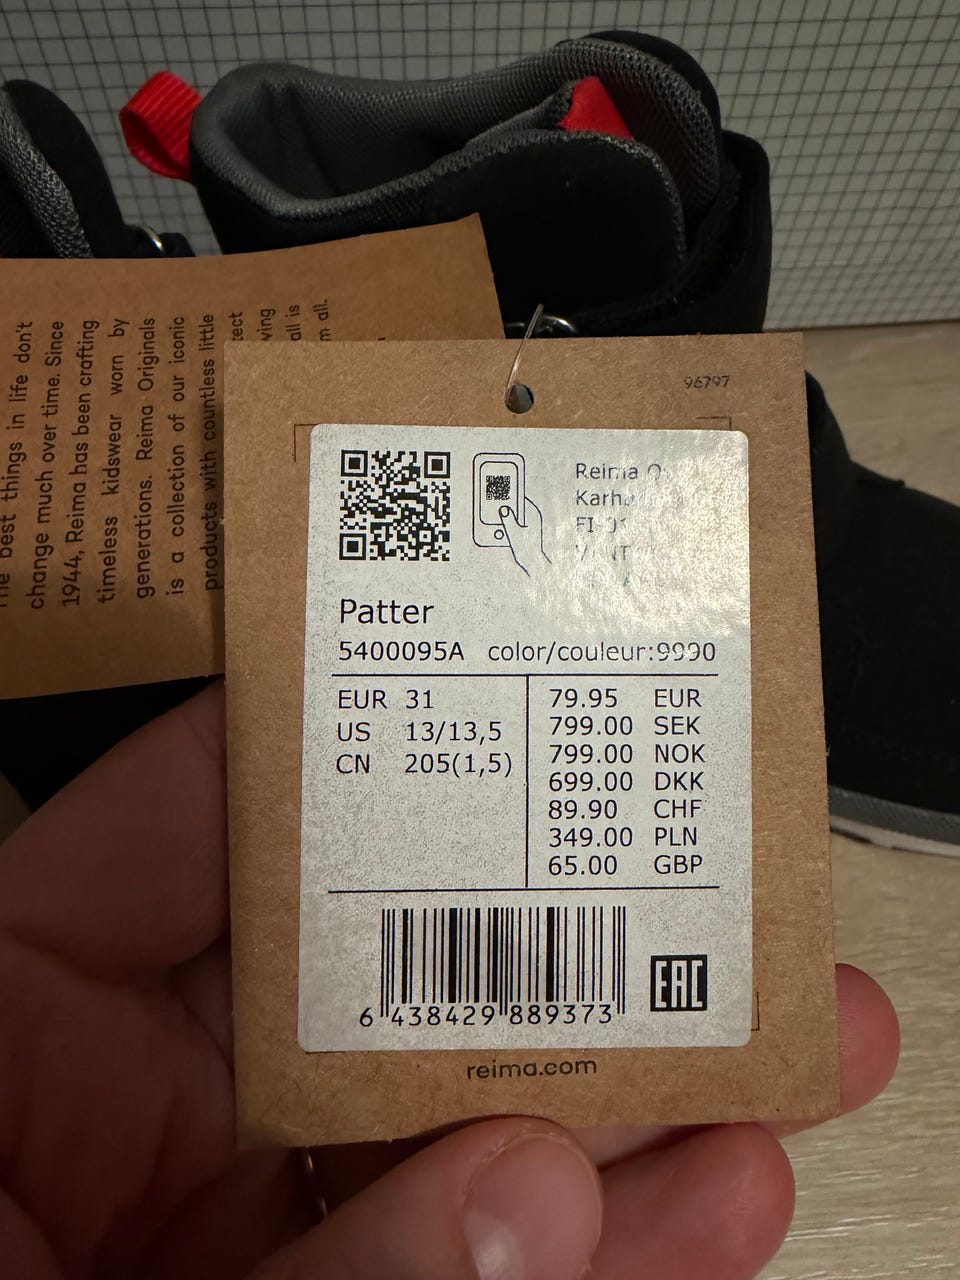 best things in life don't
change much over time. Since
1944, Reima has been crafting
timeless kidswear worn by
generations. Reima Originals
is a collection of our iconic
products with countless little
all is
all.
96797
Reima
Patter
5400095A color/couleur:9990
EUR 31
US 13/13,5
CN 205(1,5)
79.95 EUR
799.00 SEK
799.00 NOK
699.00 DKK
89.90 CHF
349.00 PLN
65.00 GBP
6 438429 889373
EAC
reima.com